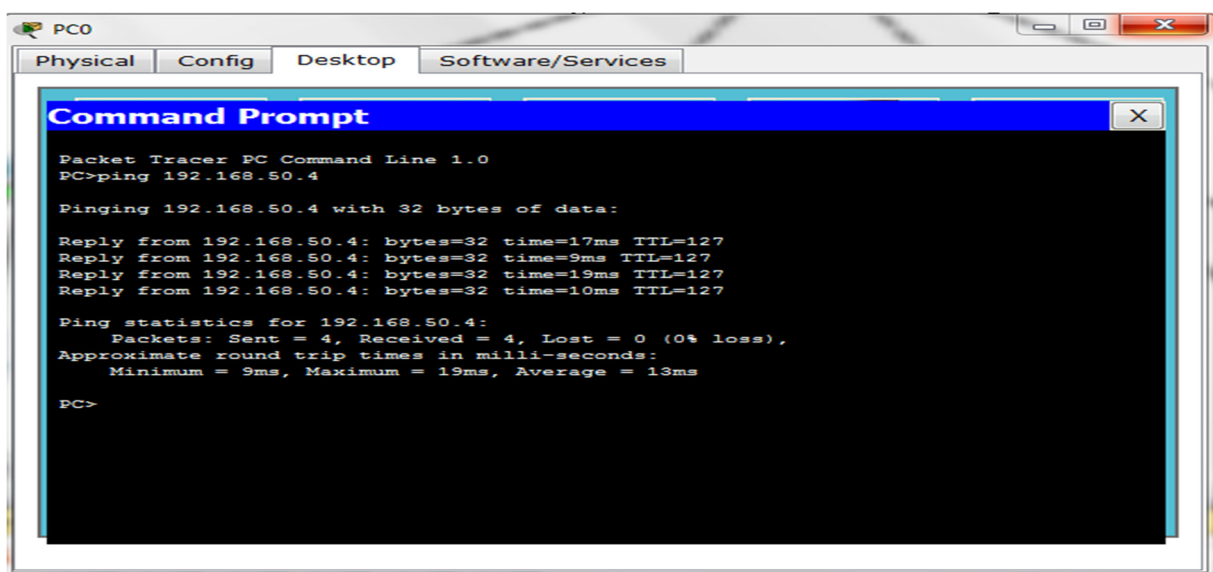 PC0
Physical Config Desktop Software/Services
Command Prompt
X
Packet Tracer PC Command Line 1.0
PC>ping 192.168.50.4
Pinging 192.168.50.4 with 32 bytes of data:
Reply from 192.168.50.4: bytes=32 time=17ms TTL=127
Reply from 192.168.50.4: bytes=32 time=9ms TTL=127
Reply from 192.168.50.4: bytes=32 time=19ms TTL=127
Reply from 192.168.50.4: bytes=32 time=10ms TTL=127
Ping statistics for 192.168.50.4:
Packets: Sent = 4, Received = 4, Lost = 0 (0% loss),
Approximate round trip times in milli-seconds:
Minimum = 9ms, Maximum = 19ms, Average = 13ms
PC>